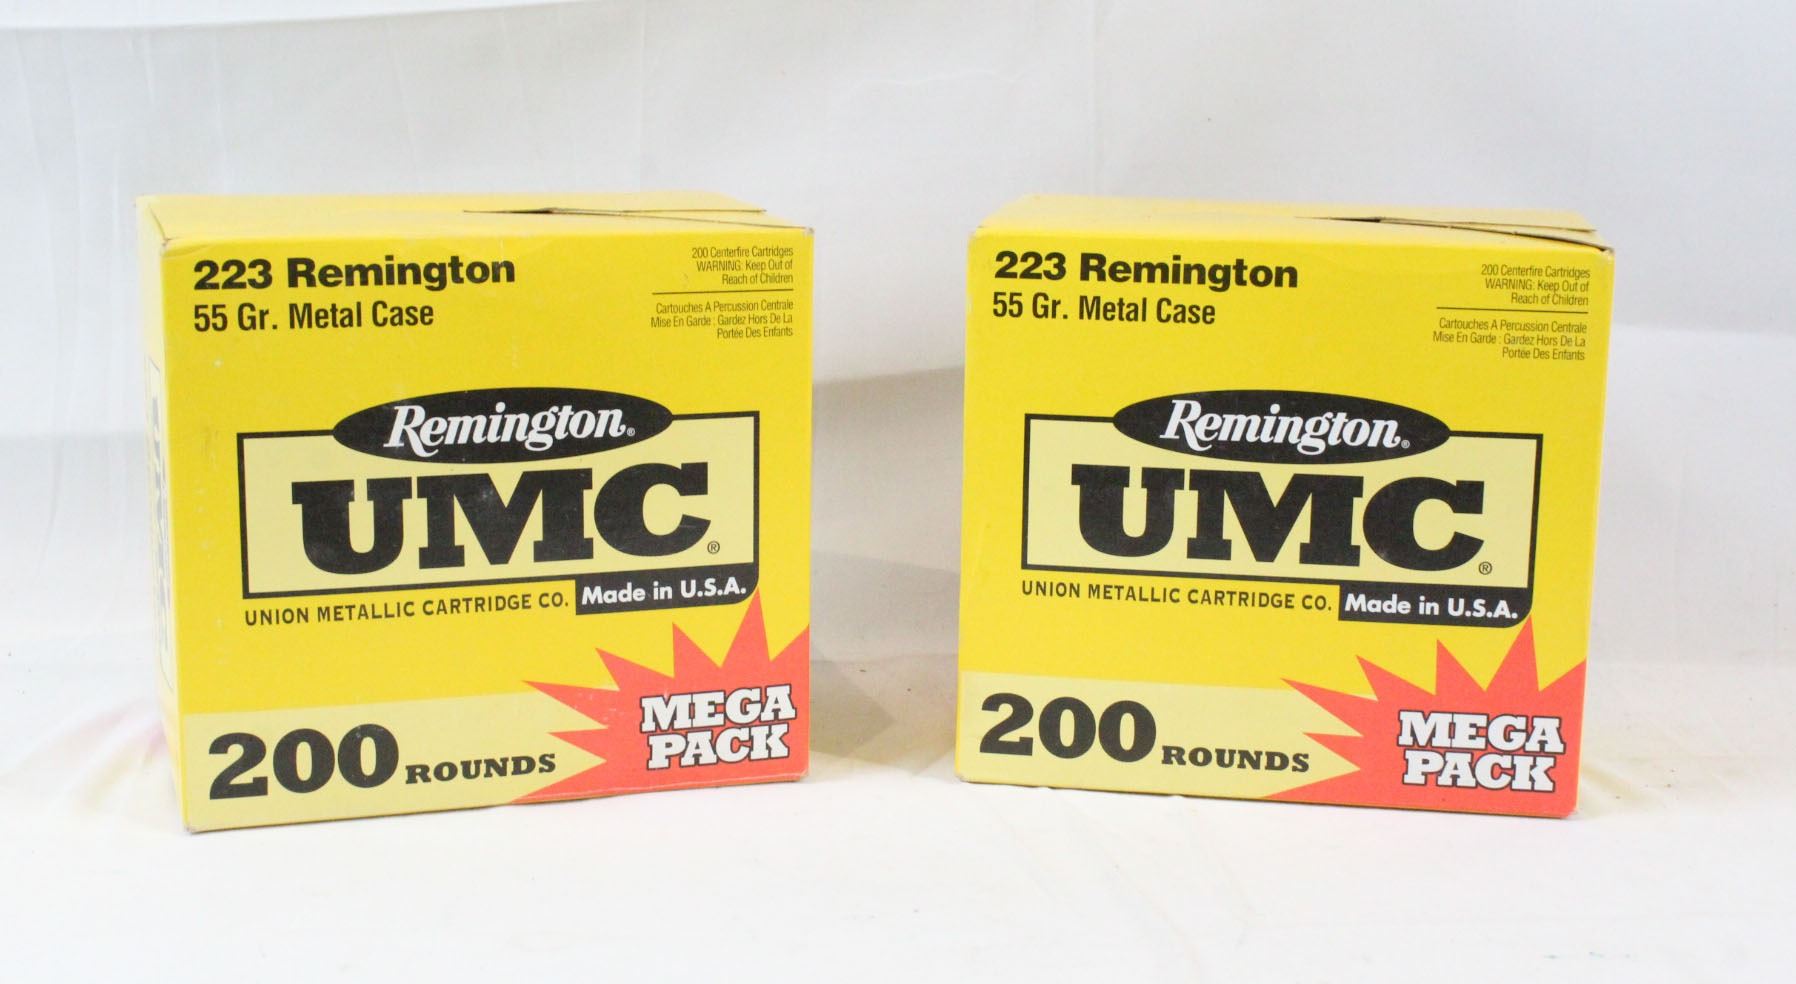 223 Remington
55 Gr. Metal Case
200 Centerfire Cartridges
WARNING: Keep Out of
Reach of Children
Cartouches A Percussion Centrale
Mise En Garde : Gardez Hors De La
Portée Des Enfants
Remington®
UMC®
UNION METALLIC CARTRIDGE CO.
Made in U.S.A.
200 ROUNDS
MEGA
PACK
223 Remington
55 Gr. Metal Case
200 Centerfire Cartridges
WARNING: Keep Out of
Reach of Children
Cartouches A Percussion Centrale
Mise En Garde : Gardez Hors De La
Portée Des Enfants
Remington®
UMC®
UNION METALLIC CARTRIDGE CO.
Made in U.S.A.
200 ROUNDS
MEGA
PACK